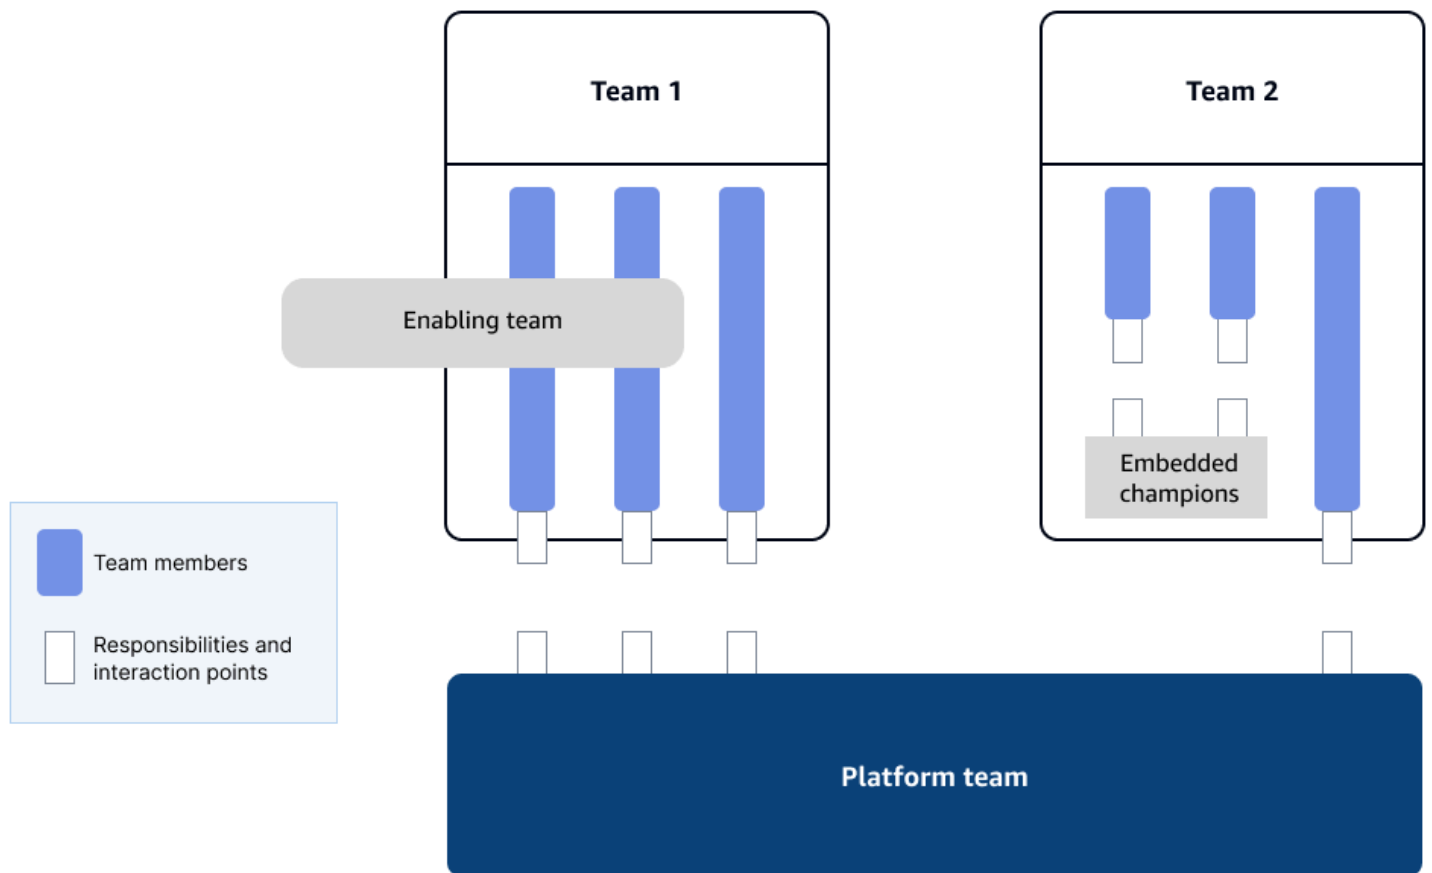 Team 1
Team 2
Enabling team
Embedded
champions
Team members
Responsibilities and
interaction points
Platform team